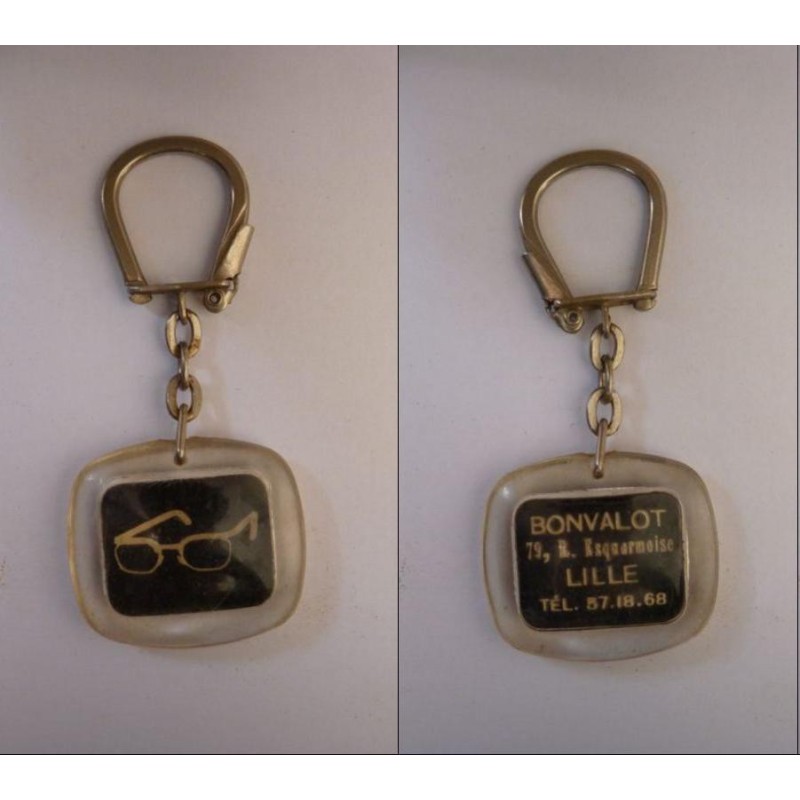 BONVALOT
79, R. Esquermoise
LILLE
TÉL. 57.18.68